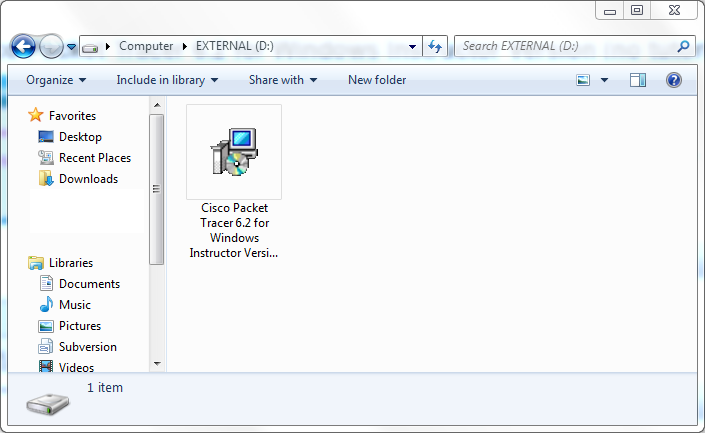 Computer EXTERNAL (D:) Search EXTERNAL (D:)
Organize Include in library Share with New folder
Favorites
Desktop
Recent Places
Downloads
Libraries
Documents
Music
Pictures
Subversion
Videos
Cisco Packet
Tracer 6.2 for
Windows
Instructor Versi...
1 item